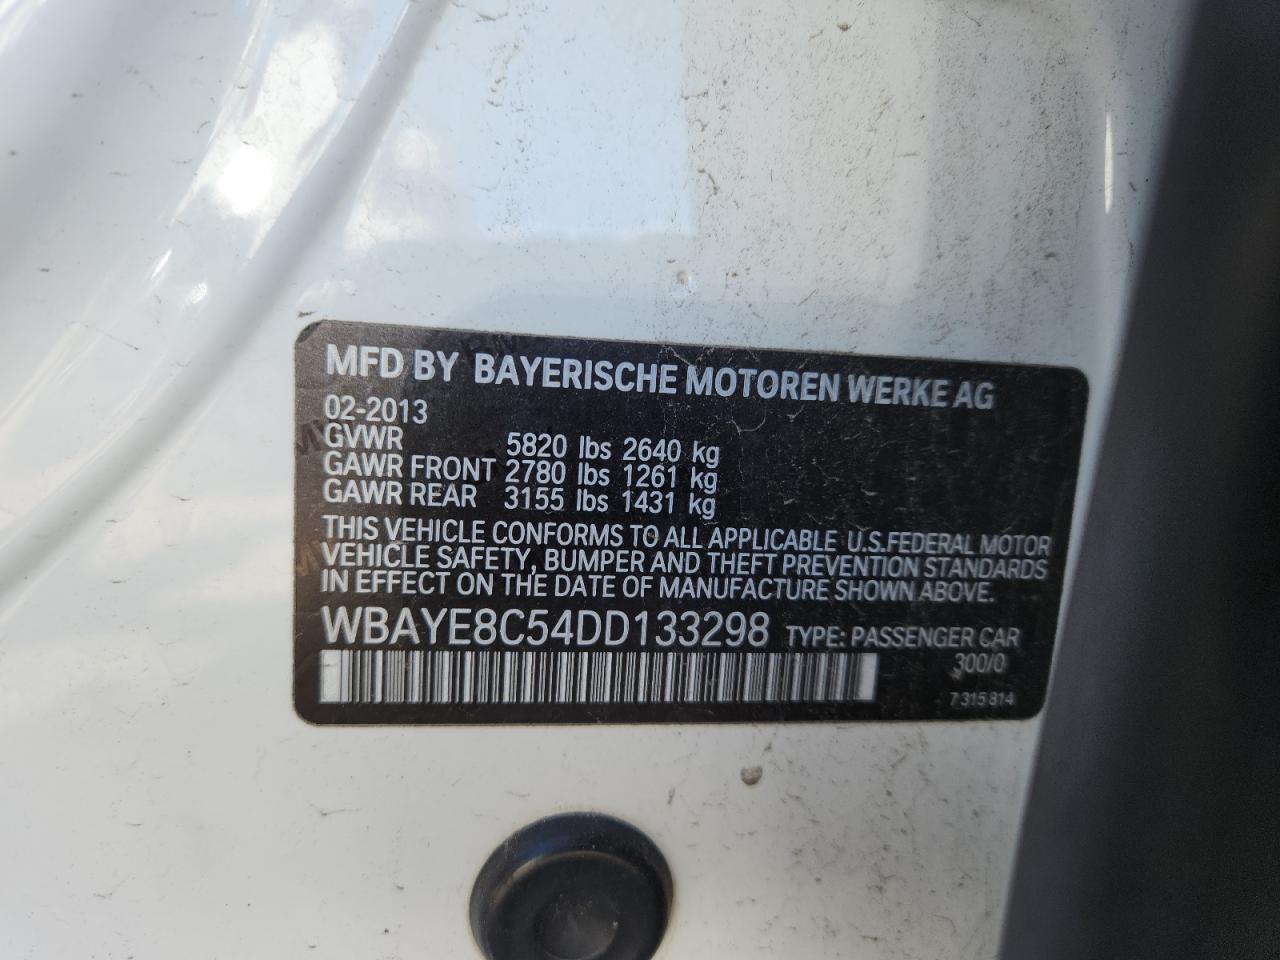 MFD BY BAYERISCHE MOTOREN WERKE AG
02-2013
GVWR 5820 lbs 2640 kg
GAWR FRONT 2780 lbs 1261 kg
GAWR REAR 3155 lbs 1431 kg
THIS VEHICLE CONFORMS TO ALL APPLICABLE U.S.FEDERAL MOTOR
VEHICLE SAFETY, BUMPER AND THEFT PREVENTION STANDARDS
IN EFFECT ON THE DATE OF MANUFACTURE SHOWN ABOVE.
WBAYE8C54DD133298 TYPE: PASSENGER CAR
300/0
7 315 814